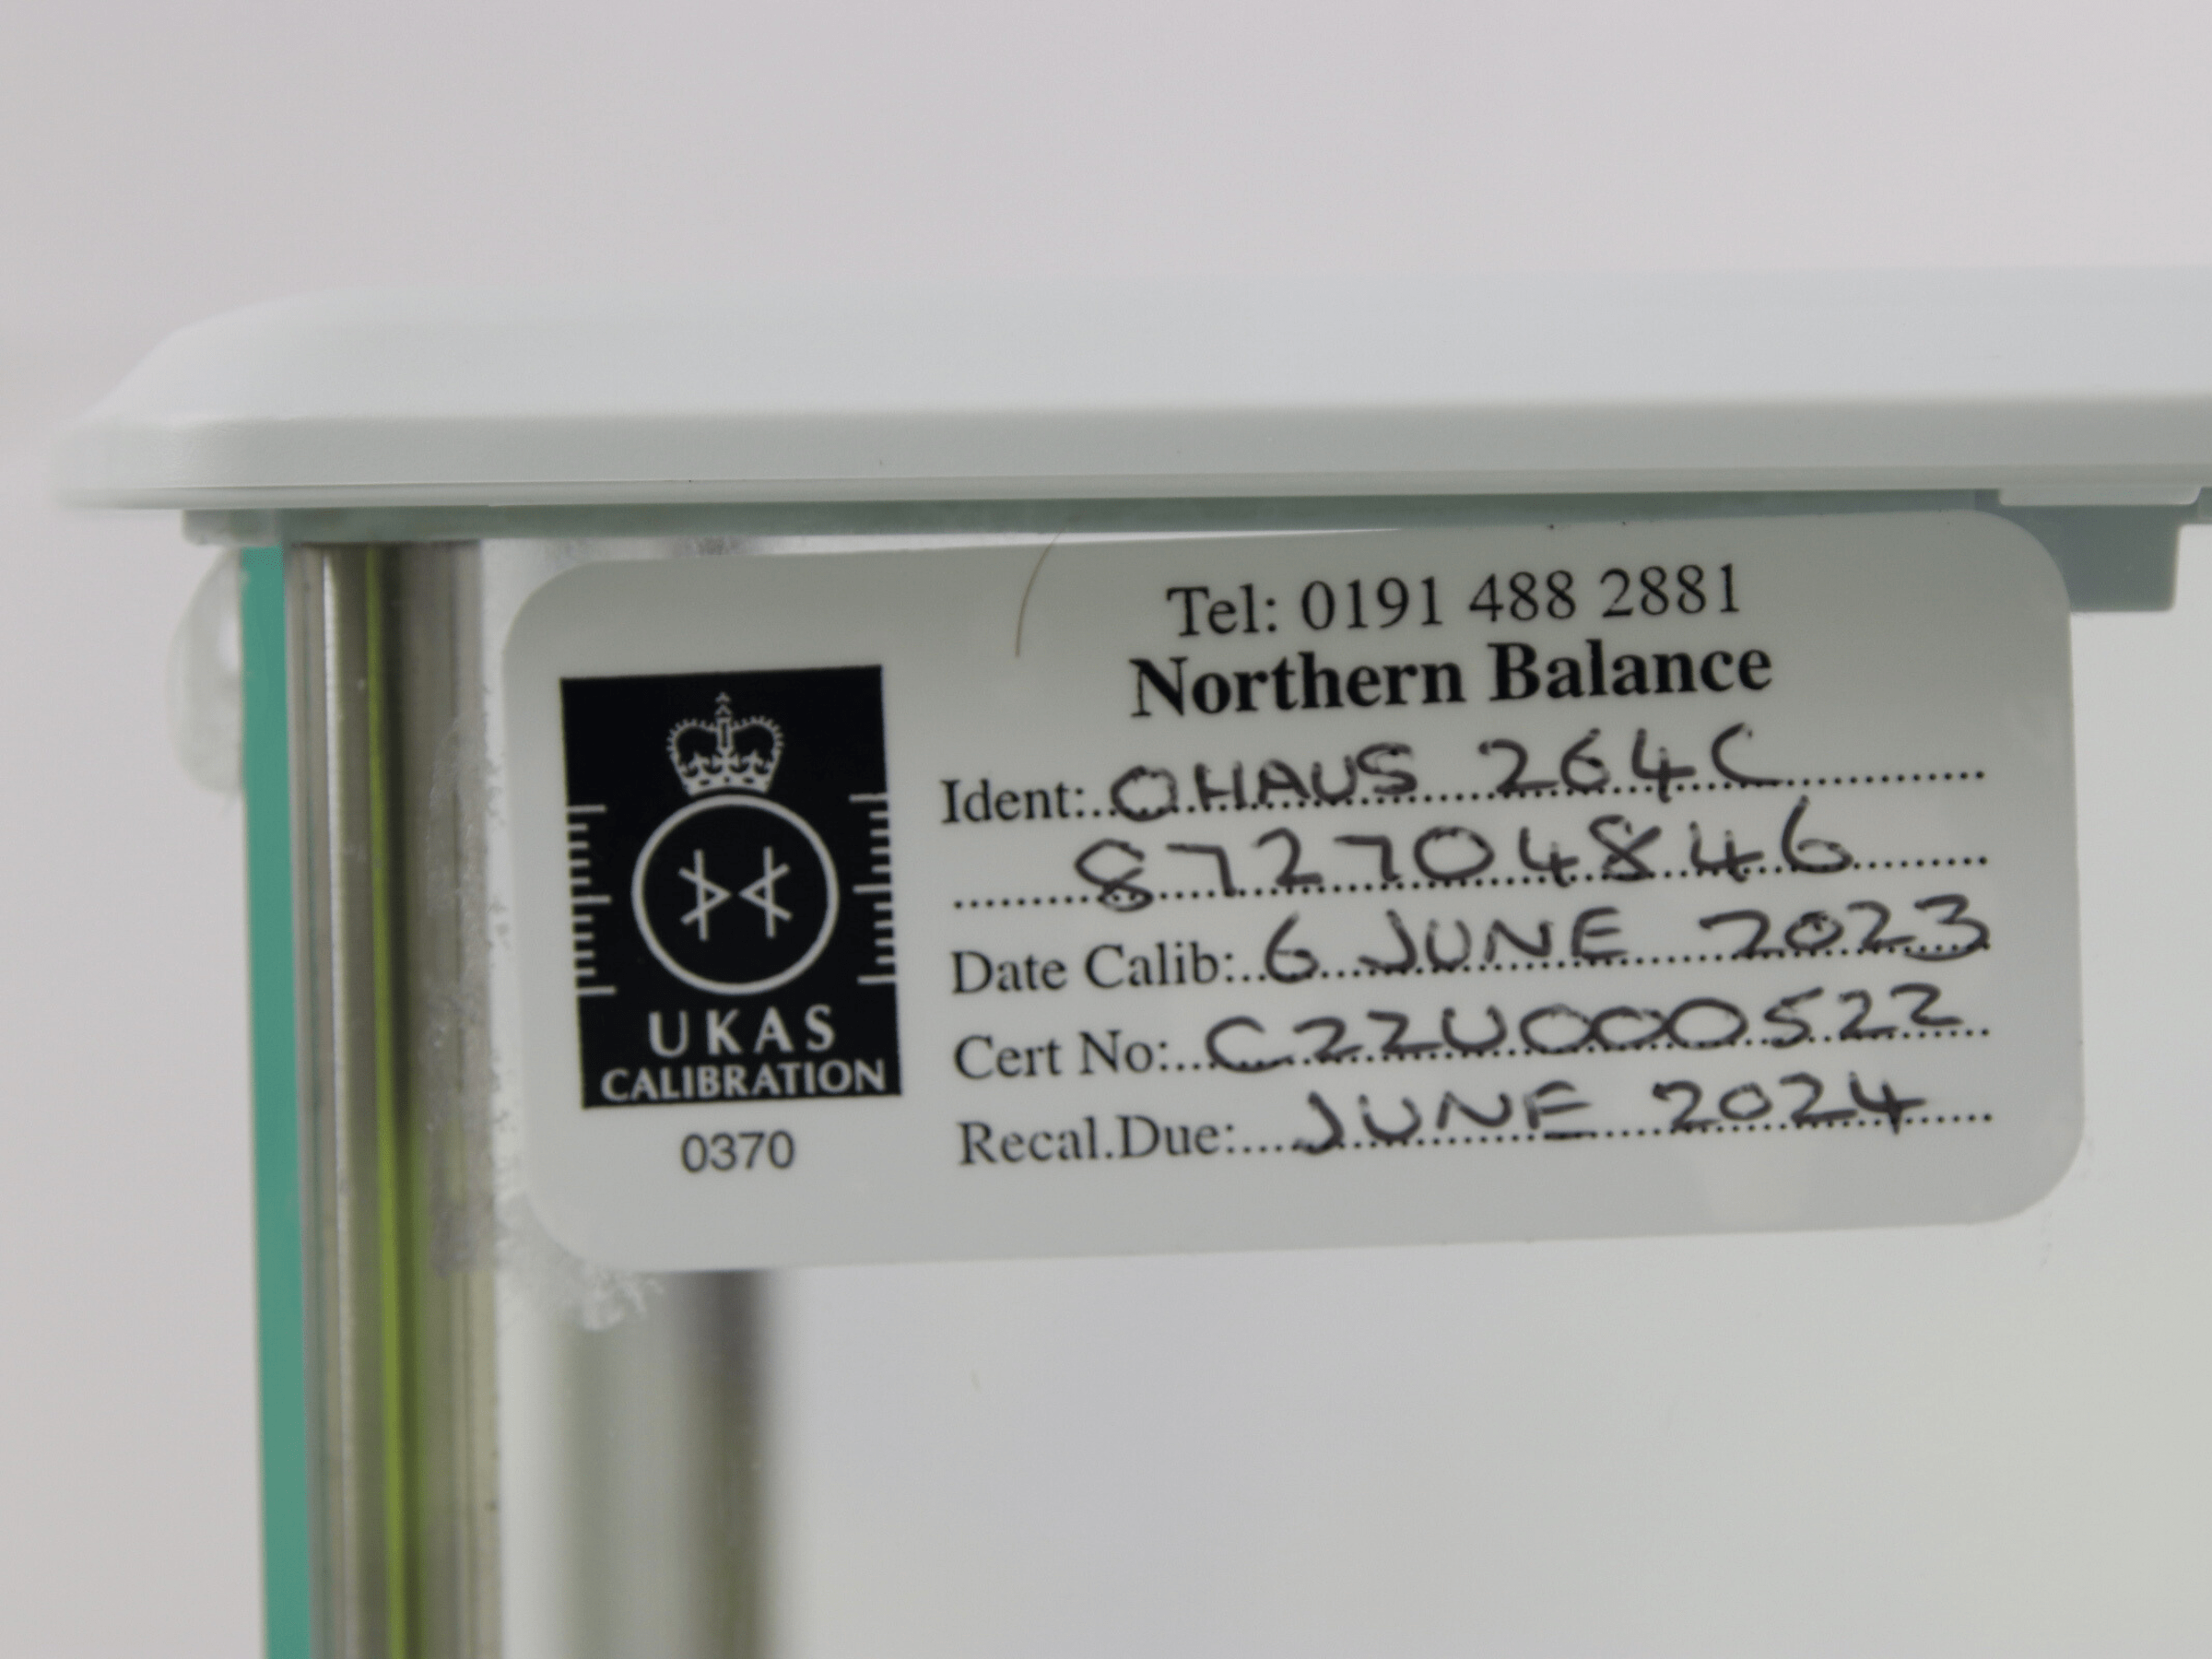 Tel: 0191 488 2881
Northern Balance
Ident: OHAUS 264C
8727704846
Date Calib: 6 JUNE 2023
Cert No: C22U000522
Recal.Due: JUNE 2024
UKAS
CALIBRATION
0370